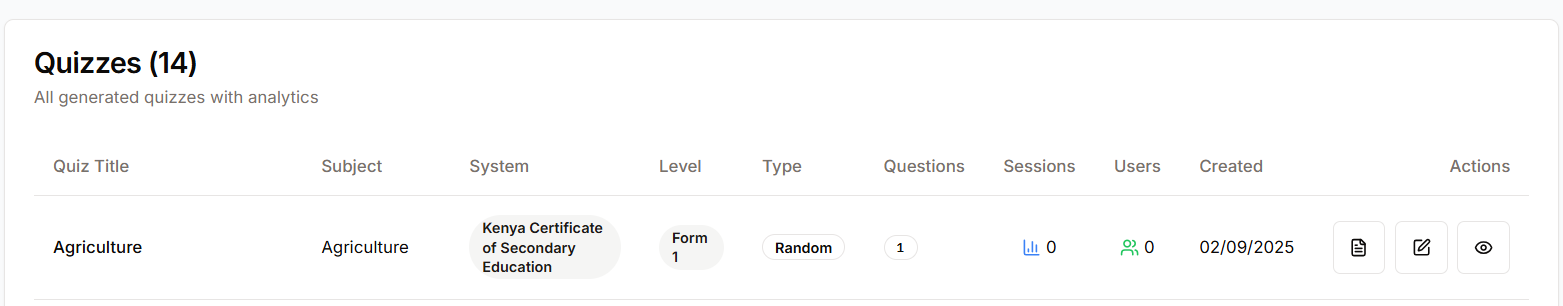 Quizzes (14)
All generated quizzes with analytics
Quiz Title Subject System Level Type Questions Sessions Users Created Actions
Agriculture Agriculture Kenya Certificate of Secondary Education Form 1 Random 1 0 0 02/09/2025